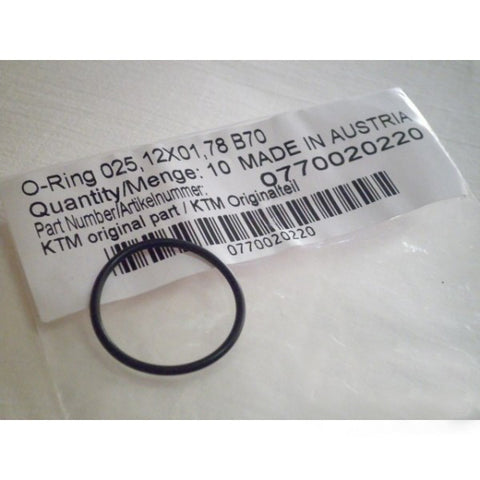 O-Ring 025,12X01,78 B70
Quantity/Menge: 10 MADE IN AUSTRIA
Part Number/Artikelnummer: 0770020220
KTM original part / KTM Originalteil
0770020220